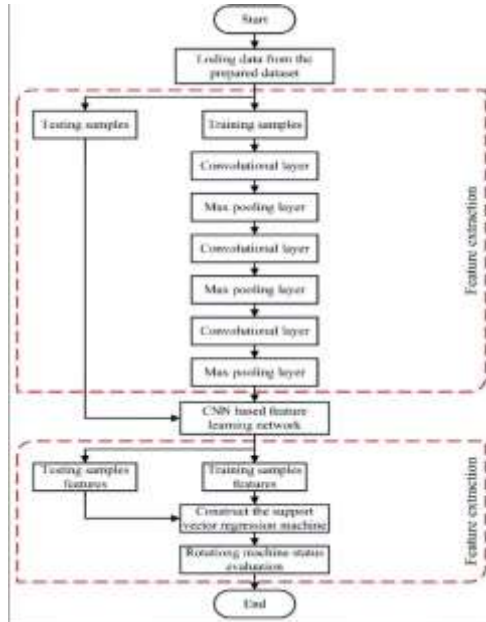 Start
Loding data from the
prepared dataset
Testing samples
Training samples
Convolutional layer
Max pooling layer
Convolutional layer
Max pooling layer
Convolutional layer
Max pooling layer
Feature extraction
CNN based feature
learning network
Testing samples
features
Training samples
features
Construct the support
vector regression machine
Rotationg machine status
evaluation
Feature extraction
End